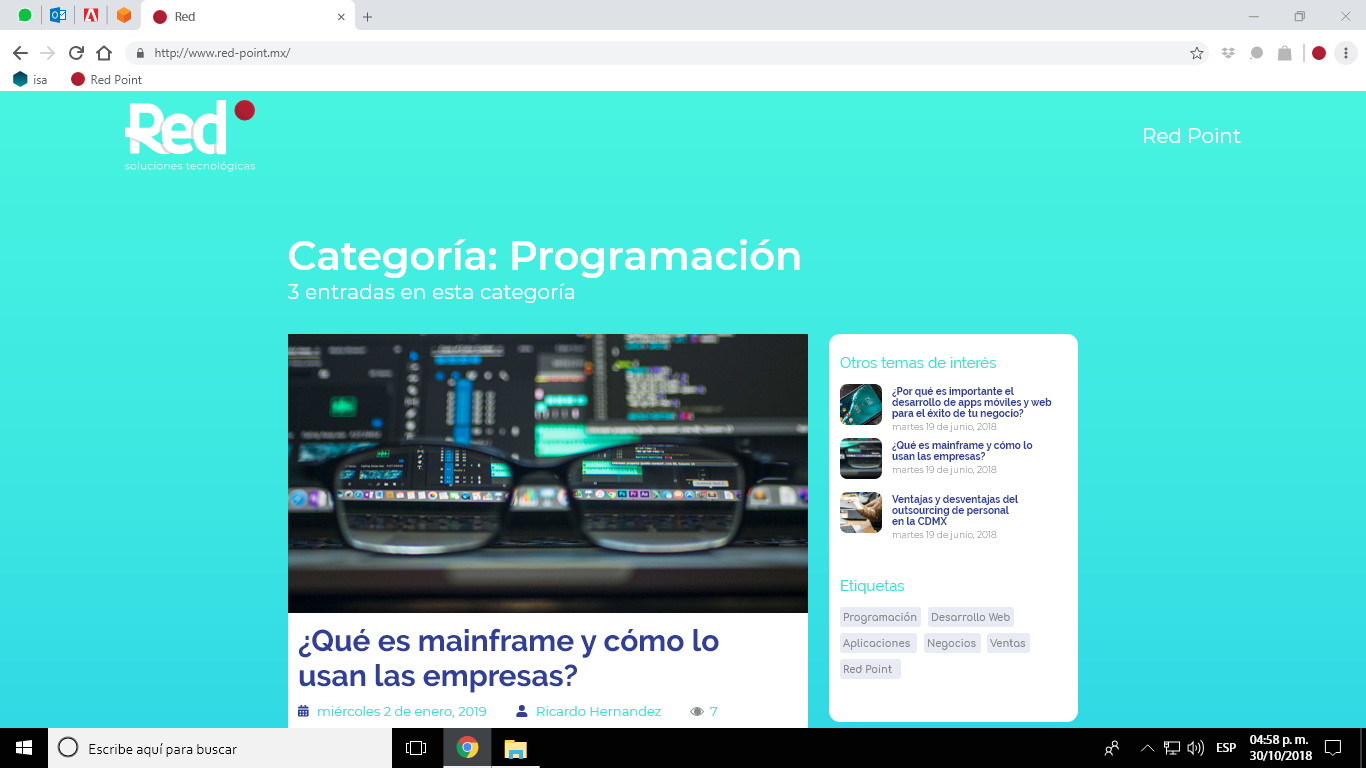 Red
http://www.red-point.mx/
isa
Red Point
Red
soluciones tecnológicas
Red Point
Categoría: Programación
3 entradas en esta categoría
¿Qué es mainframe y cómo lo
usan las empresas?
miércoles 2 de enero, 2019
Ricardo Hernandez
7
Otros temas de interés
¿Por qué es importante el
desarrollo de apps móviles y web
para el éxito de tu negocio?
martes 19 de junio, 2018
¿Qué es mainframe y cómo lo
usan las empresas?
martes 19 de junio, 2018
Ventajas y desventajas del
outsourcing de personal
en la CDMX
martes 19 de junio, 2018
Etiquetas
Programación
Desarrollo Web
Aplicaciones
Negocios
Ventas
Red Point
Escribe aquí para buscar
ESP
04:58 p. m.
30/10/2018